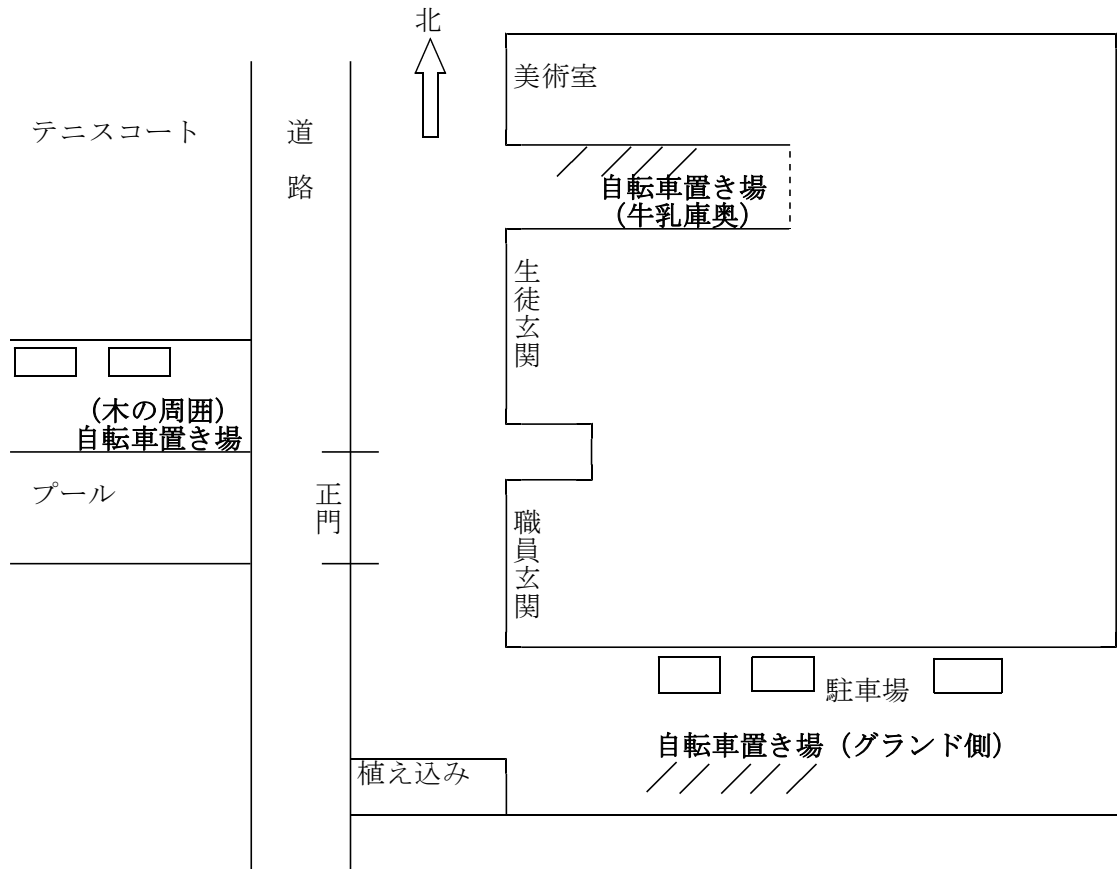 北
美術室
テニスコート
道路
自転車置き場
（牛乳庫奥）
生徒玄関
（木の周囲）
自転車置き場
プール
正門
職員玄関
駐車場
自転車置き場（グランド側）
植え込み